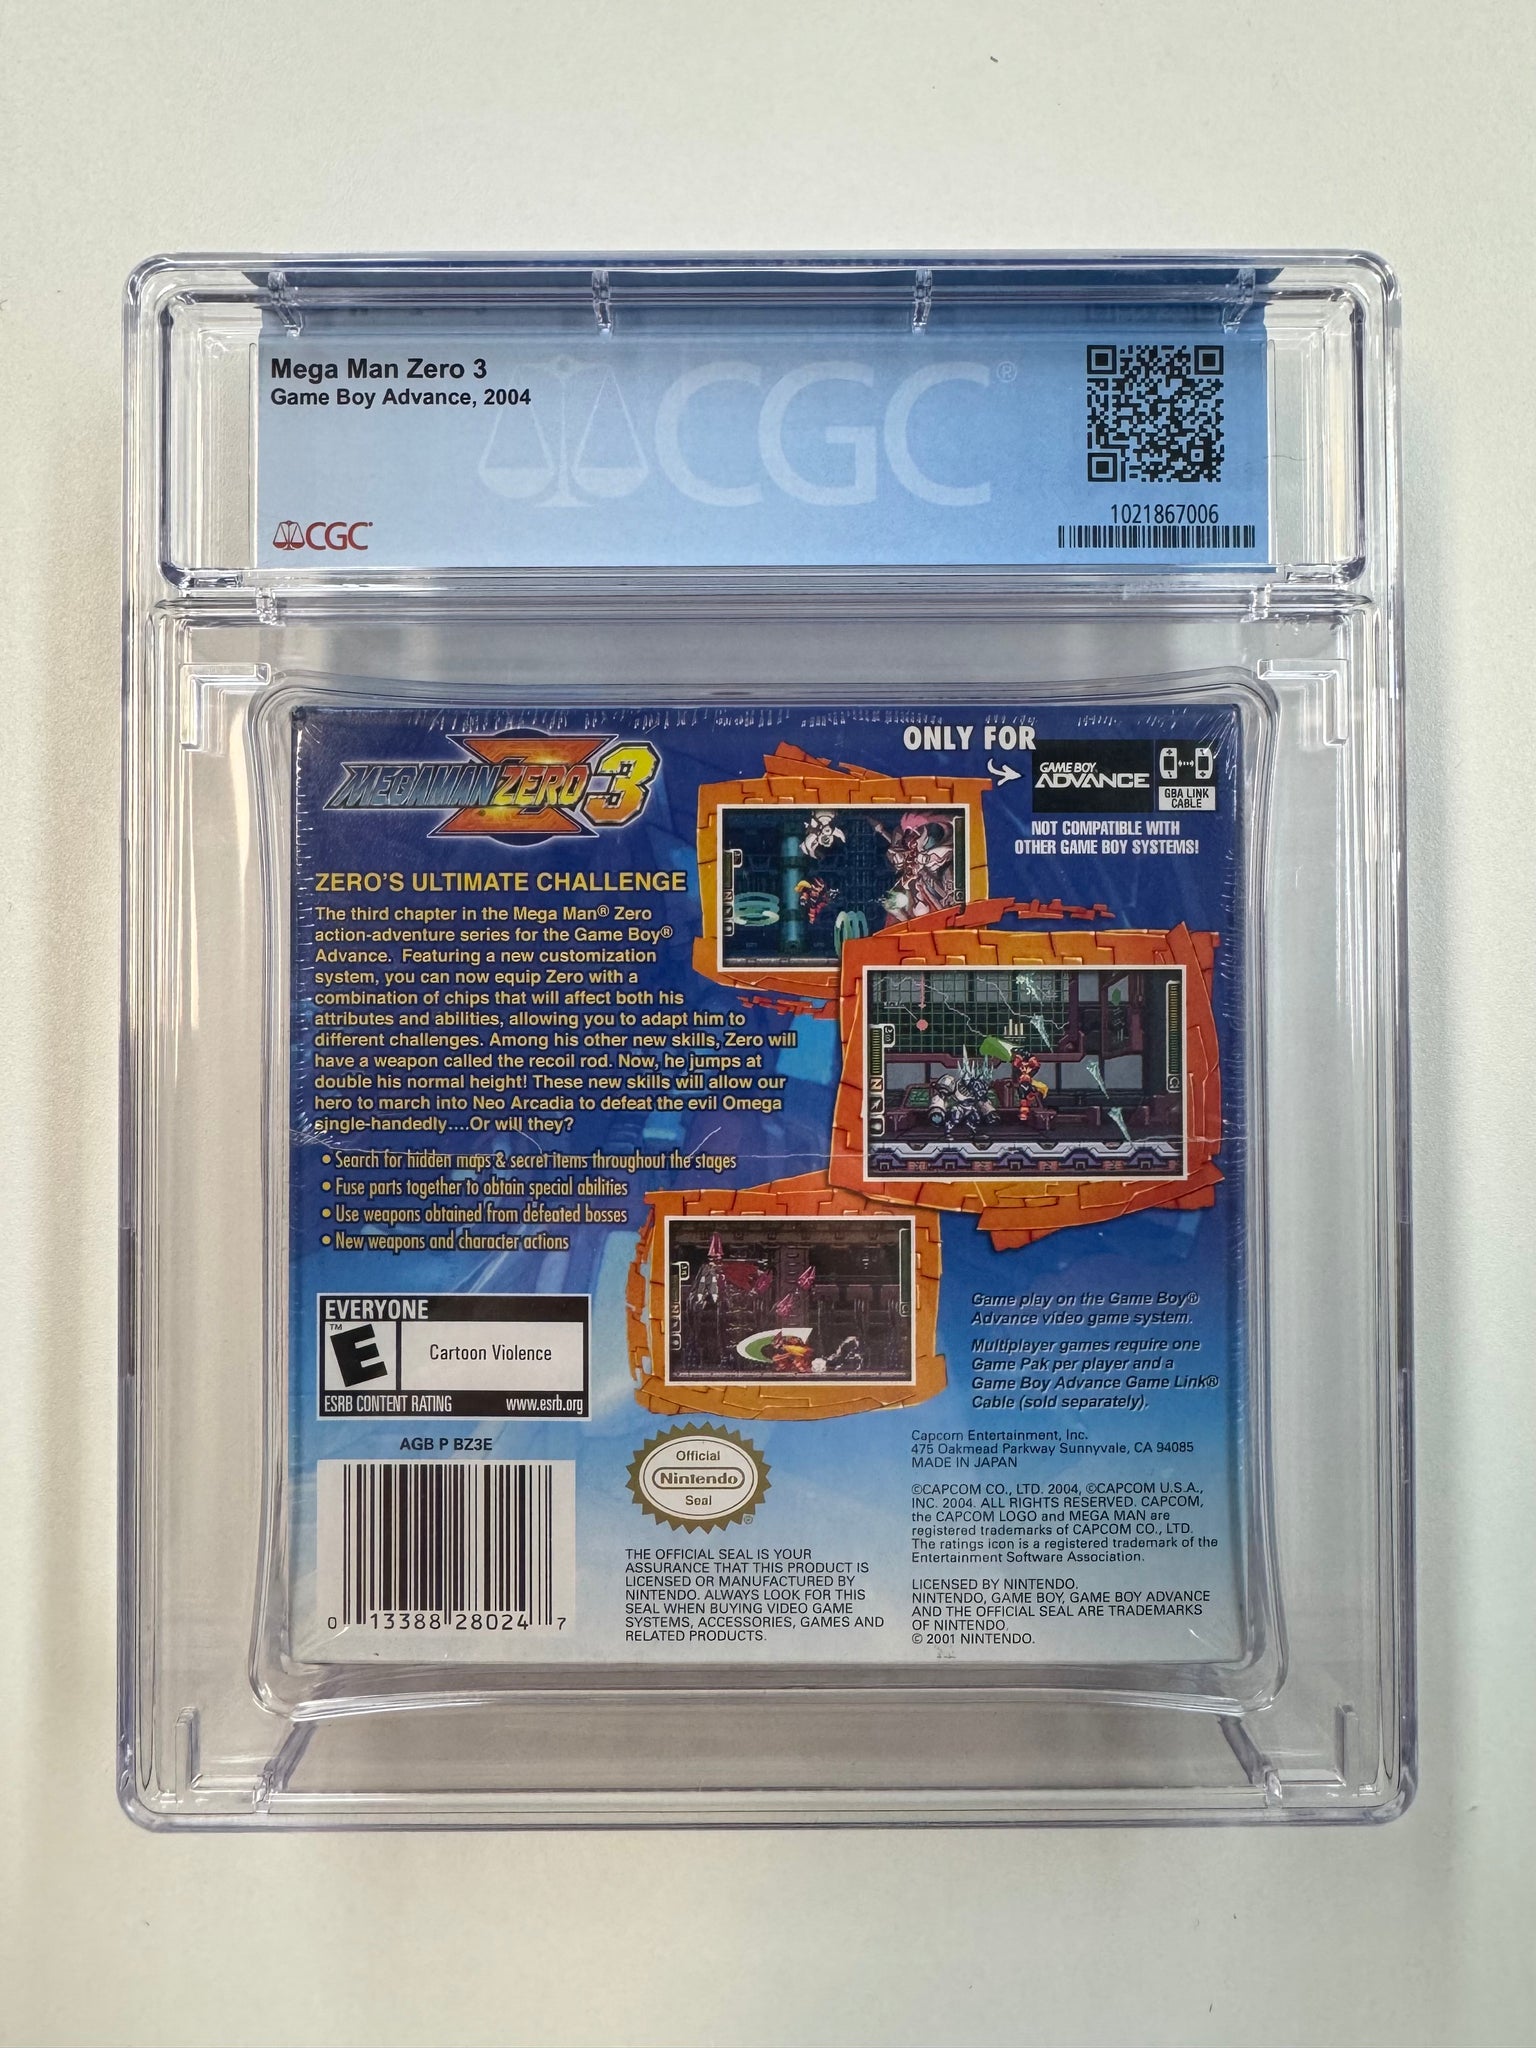 Mega Man Zero 3
Game Boy Advance, 2004
CGC®
CGC
1021867006
MEGAMAN ZERO 3
ONLY FOR
GAME BOY ADVANCE
GBA LINK
CABLE
NOT COMPATIBLE WITH
OTHER GAME BOY SYSTEMS!
ZERO'S ULTIMATE CHALLENGE
The third chapter in the Mega Man® Zero
action-adventure series for the Game Boy®
Advance. Featuring a new customization
system, you can now equip Zero with a
combination of chips that will affect both his
attributes and abilities, allowing you to adapt him to
different challenges. Among his other new skills, Zero will
have a weapon called the recoil rod. Now, he jumps at
double his normal height! These new skills will allow our
hero to march into Neo Arcadia to defeat the evil Omega
single-handedly....Or will they?
• Search for hidden maps & secret items throughout the stages
• Fuse parts together to obtain special abilities
• Use weapons obtained from defeated bosses
• New weapons and character actions
EVERYONE
E™
Cartoon Violence
ESRB CONTENT RATING www.esrb.org
AGB P BZ3E
0 13388 28024 7
Official
Nintendo
Seal
®
THE OFFICIAL SEAL IS YOUR
ASSURANCE THAT THIS PRODUCT IS
LICENSED OR MANUFACTURED BY
NINTENDO. ALWAYS LOOK FOR THIS
SEAL WHEN BUYING VIDEO GAME
SYSTEMS, ACCESSORIES, GAMES AND
RELATED PRODUCTS.
Game play on the Game Boy®
Advance video game system.
Multiplayer games require one
Game Pak per player and a
Game Boy Advance Game Link®
Cable (sold separately).
Capcom Entertainment, Inc.
475 Oakmead Parkway Sunnyvale, CA 94085
MADE IN JAPAN
©CAPCOM CO., LTD. 2004, ©CAPCOM U.S.A.,
INC. 2004. ALL RIGHTS RESERVED. CAPCOM,
the CAPCOM LOGO and MEGA MAN are
registered trademarks of CAPCOM CO., LTD.
The ratings icon is a registered trademark of the
Entertainment Software Association.
LICENSED BY NINTENDO.
NINTENDO, GAME BOY, GAME BOY ADVANCE
AND THE OFFICIAL SEAL ARE TRADEMARKS
OF NINTENDO.
© 2001 NINTENDO.